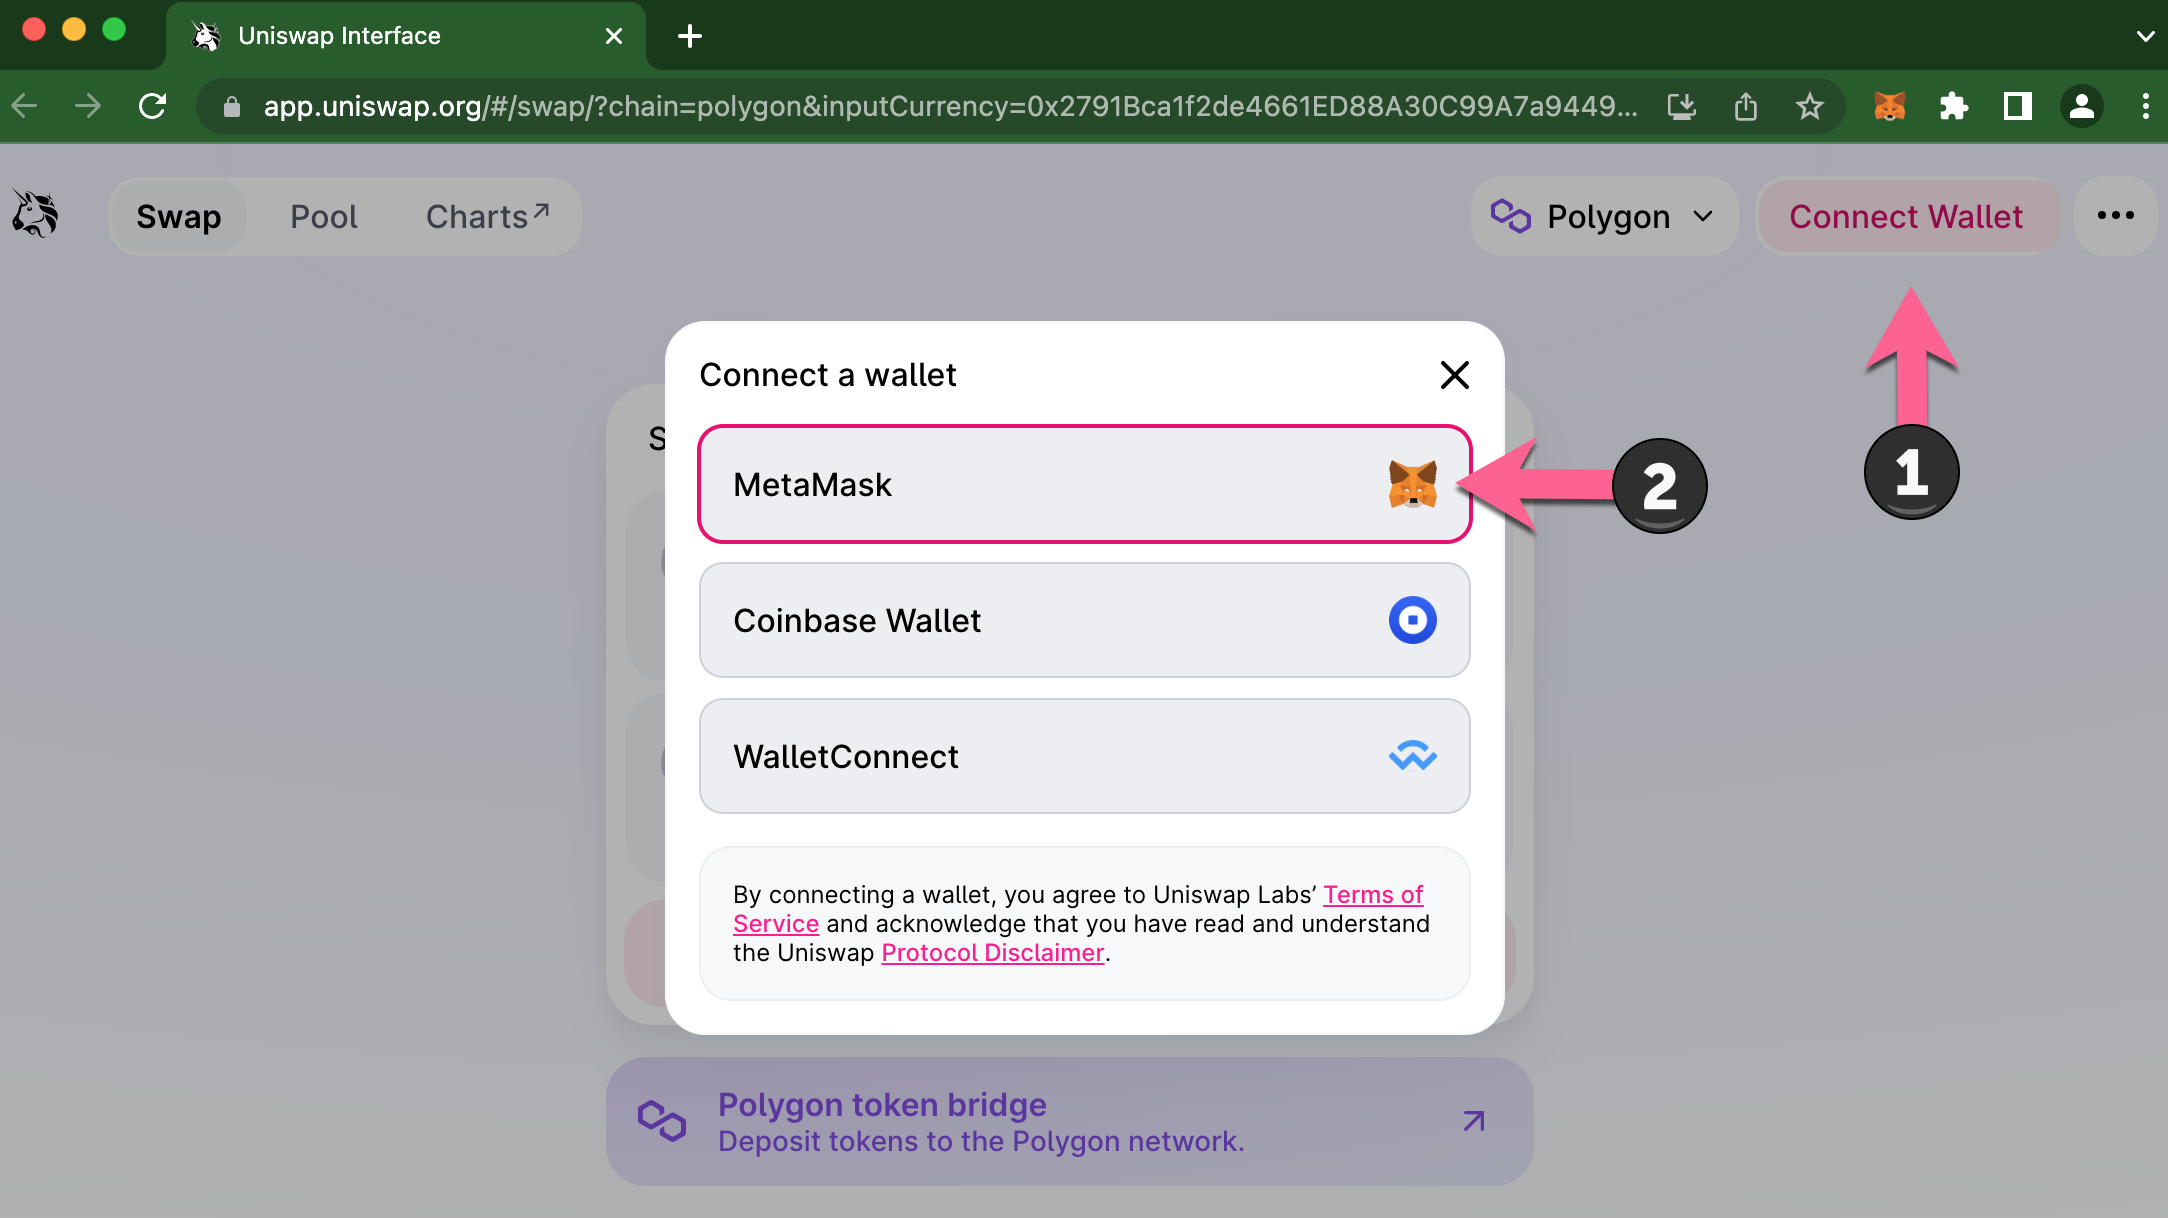 Uniswap Interface
app.uniswap.org/#/swap/?chain=polygon&inputCurrency=0x2791Bca1f2de4661ED88A30C99A7a9449...
Swap
Pool
Charts↗
Polygon
Connect Wallet
Connect a wallet
S
MetaMask
2
1
Coinbase Wallet
WalletConnect
By connecting a wallet, you agree to Uniswap Labs’ Terms of
Service and acknowledge that you have read and understand
the Uniswap Protocol Disclaimer.
Polygon token bridge
Deposit tokens to the Polygon network.